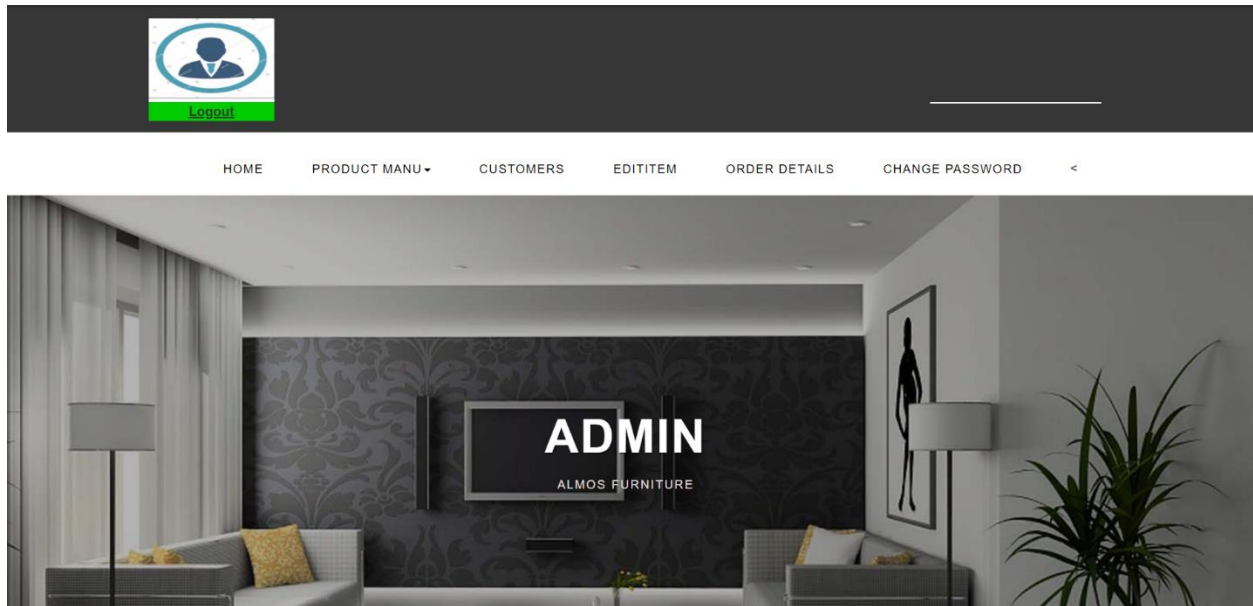 Logout
HOME PRODUCT MANU CUSTOMERS EDITITEM ORDER DETAILS CHANGE PASSWORD <
ADMIN
ALMOS FURNITURE